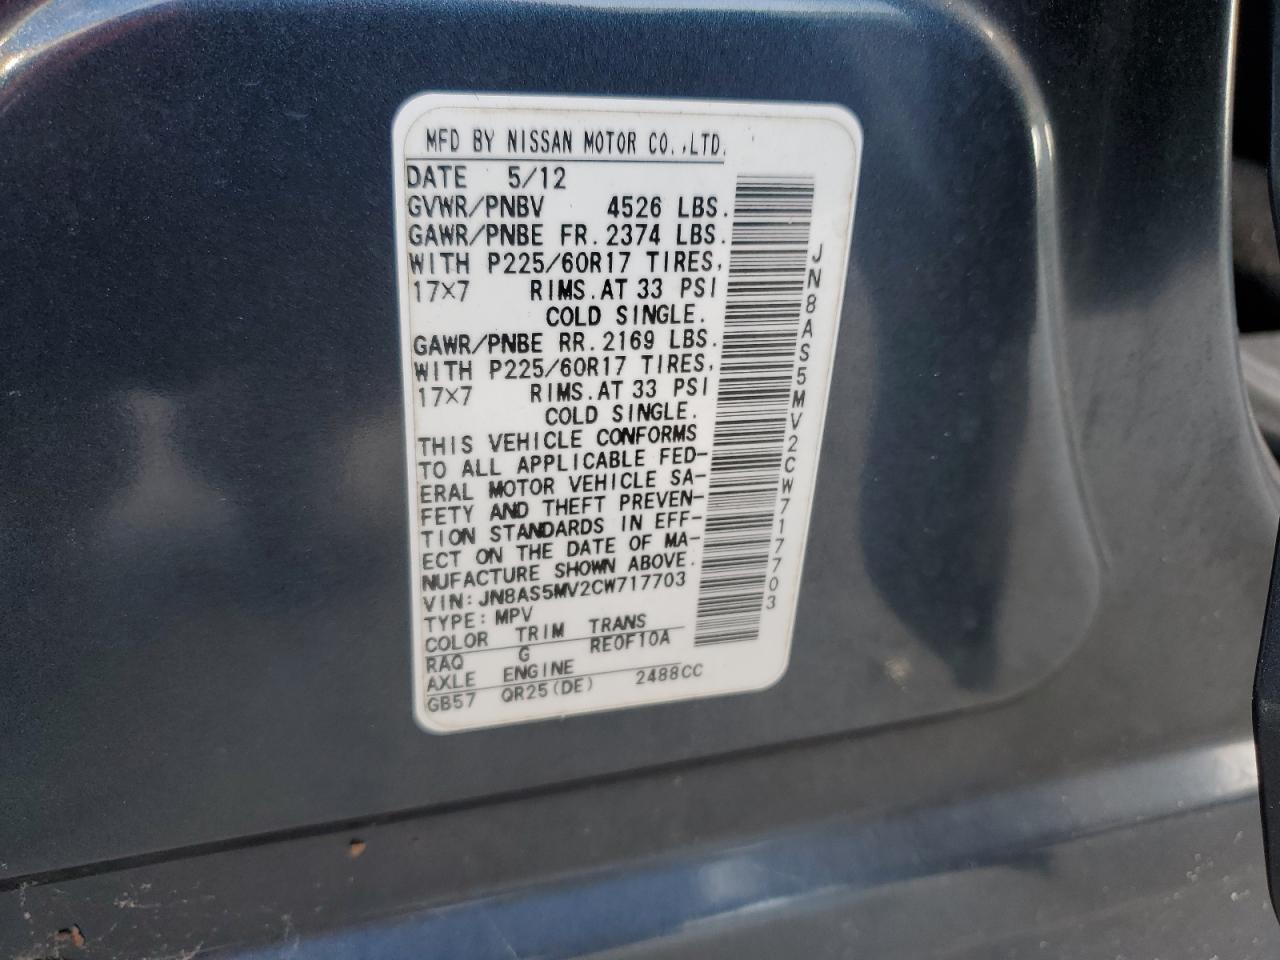 MFD BY NISSAN MOTOR CO.,LTD.
DATE 5/12
GVWR/PNBV 4526 LBS.
GAWR/PNBE FR. 2374 LBS.
WITH P225/60R17 TIRES,
17×7 RIMS.AT 33 PSI
COLD SINGLE.
GAWR/PNBE RR. 2169 LBS.
WITH P225/60R17 TIRES,
17×7 RIMS.AT 33 PSI
COLD SINGLE.
THIS VEHICLE CONFORMS
TO ALL APPLICABLE FED-
ERAL MOTOR VEHICLE SA-
FETY AND THEFT PREVEN-
TION STANDARDS IN EFF-
ECT ON THE DATE OF MA-
NUFACTURE SHOWN ABOVE.
VIN: JN8AS5MV2CW717703
TYPE: MPV
COLOR TRIM TRANS
RAQ G RE0F10A
AXLE ENGINE
GB57 QR25(DE) 2488CC
JN8AS5MV2CW717703